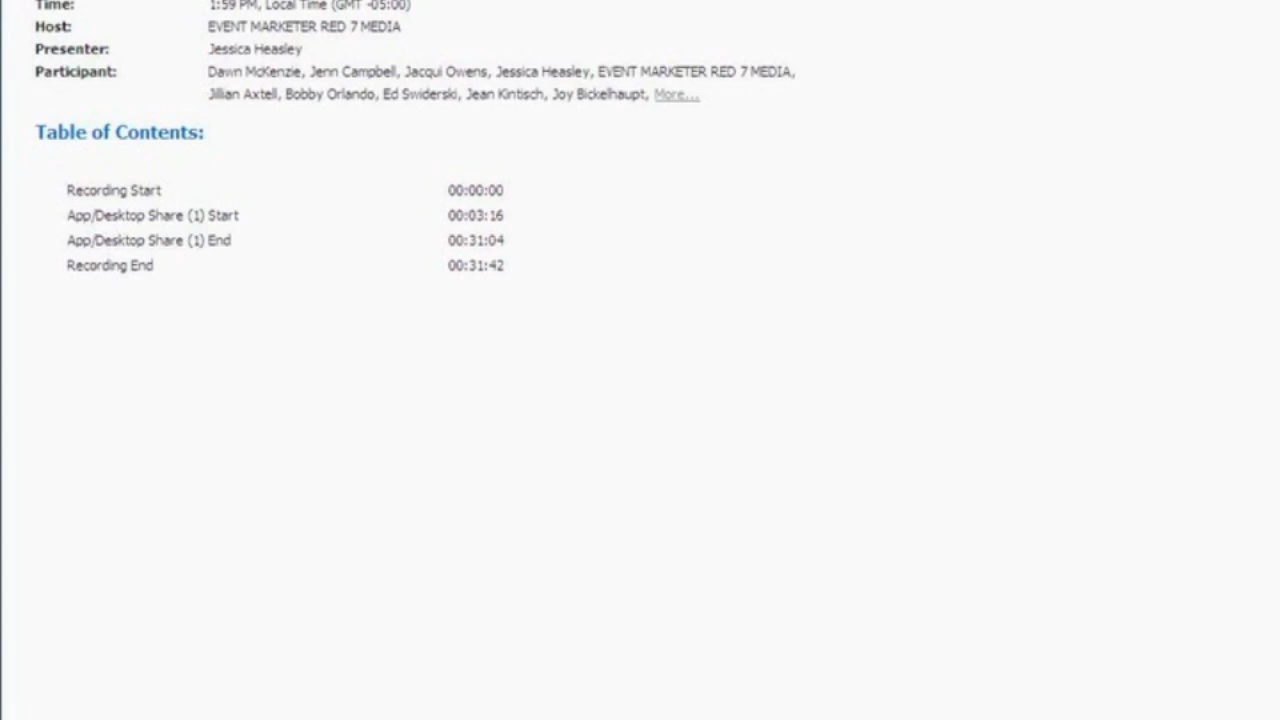 Time: 1:59 PM, Local Time (GMT -05:00)
Host: EVENT MARKETER RED 7 MEDIA
Presenter: Jessica Heasley
Participant: Dawn McKenzie, Jenn Campbell, Jacqui Owens, Jessica Heasley, EVENT MARKETER RED 7 MEDIA,
Jillian Axtell, Bobby Orlando, Ed Swiderski, Jean Kintisch, Joy Bickelhaupt, More...
Table of Contents:
Recording Start 00:00:00
App/Desktop Share (1) Start 00:03:16
App/Desktop Share (1) End 00:31:04
Recording End 00:31:42